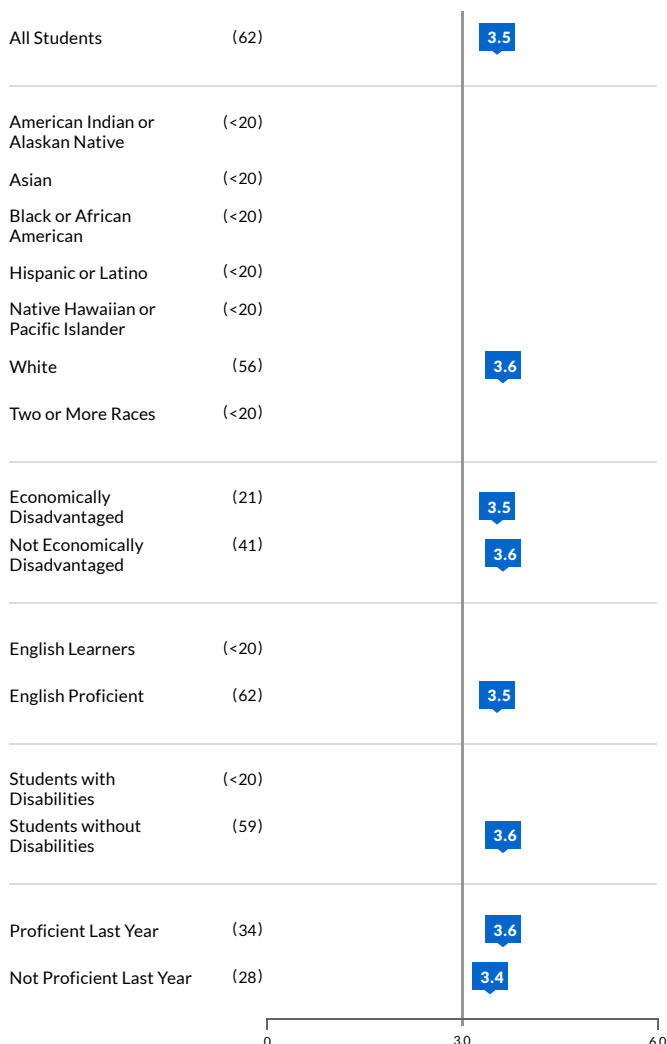 All Students (62) 3.5
American Indian or (<20)
Alaskan Native
Asian (<20)
Black or African (<20)
American
Hispanic or Latino (<20)
Native Hawaiian or (<20)
Pacific Islander
White (56) 3.6
Two or More Races (<20)
Economically (21) 3.5
Disadvantaged
Not Economically (41) 3.6
Disadvantaged
English Learners (<20)
English Proficient (62) 3.5
Students with (<20)
Disabilities
Students without (59) 3.6
Disabilities
Proficient Last Year (34) 3.6
Not Proficient Last Year (28) 3.4
0 3.0 6.0